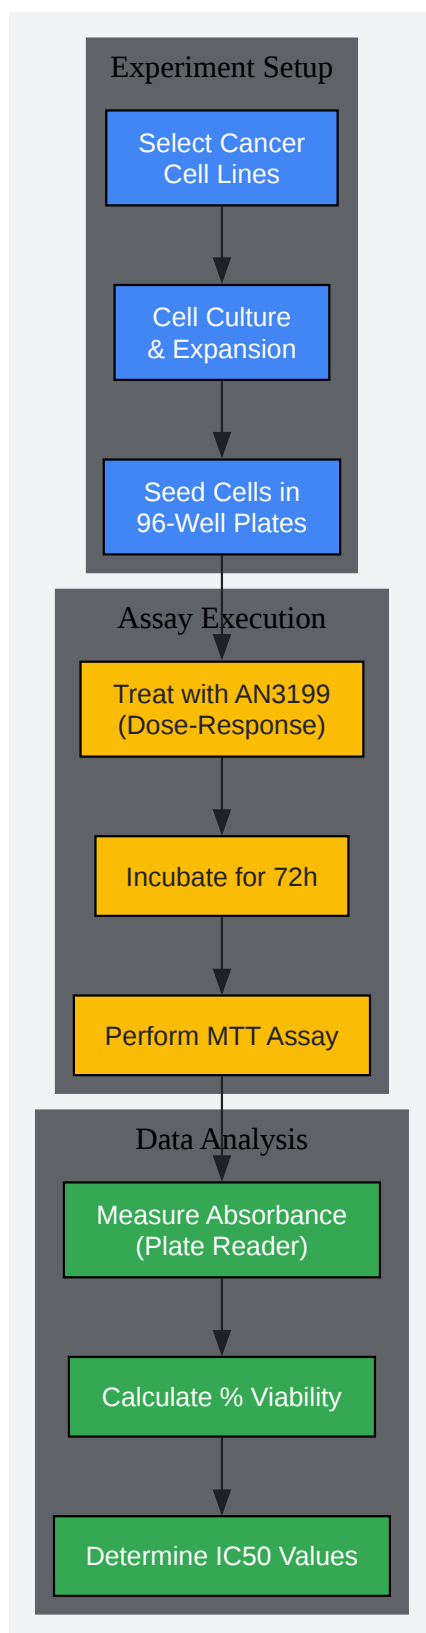 Experiment Setup
Select Cancer
Cell Lines
Cell Culture
& Expansion
Seed Cells in
96-Well Plates
Assay Execution
Treat with AN3199
(Dose-Response)
Incubate for 72h
Perform MTT Assay
Data Analysis
Measure Absorbance
(Plate Reader)
Calculate % Viability
Determine IC50 Values